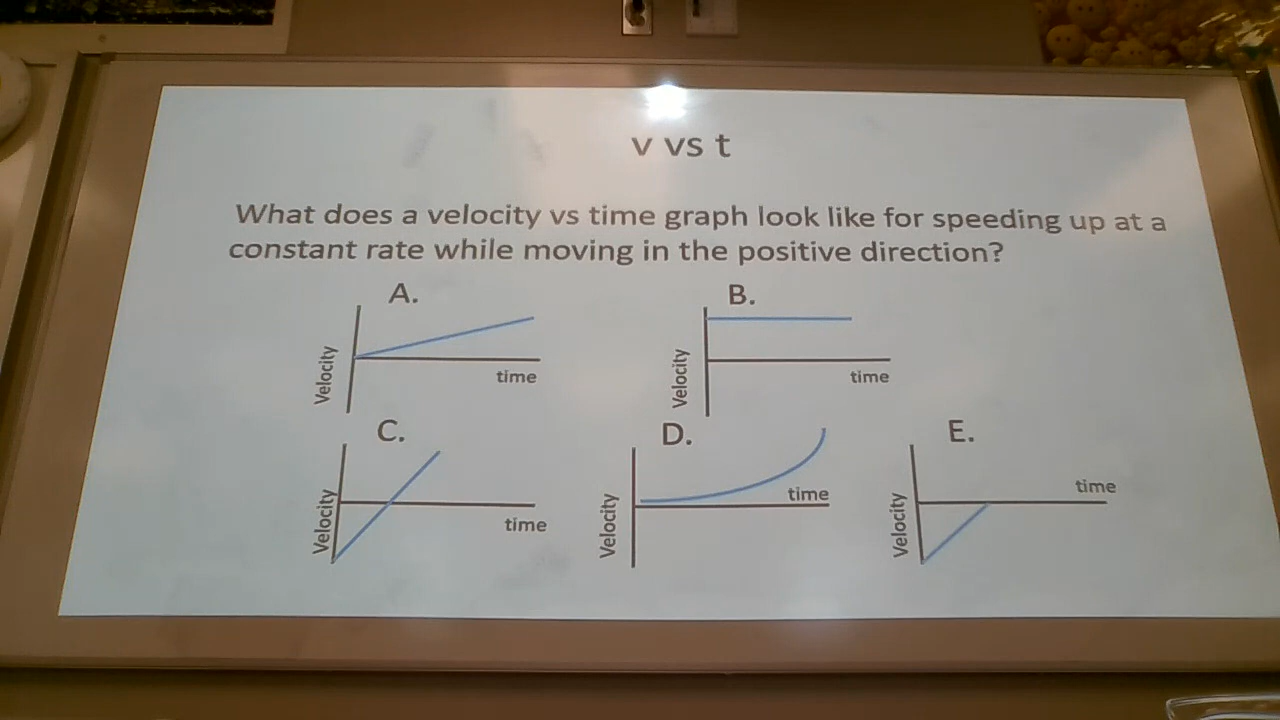 v vs t
What does a velocity vs time graph look like for speeding up at a
constant rate while moving in the positive direction?
A.
Velocity
time
B.
Velocity
time
C.
Velocity
time
D.
Velocity
time
E.
Velocity
time